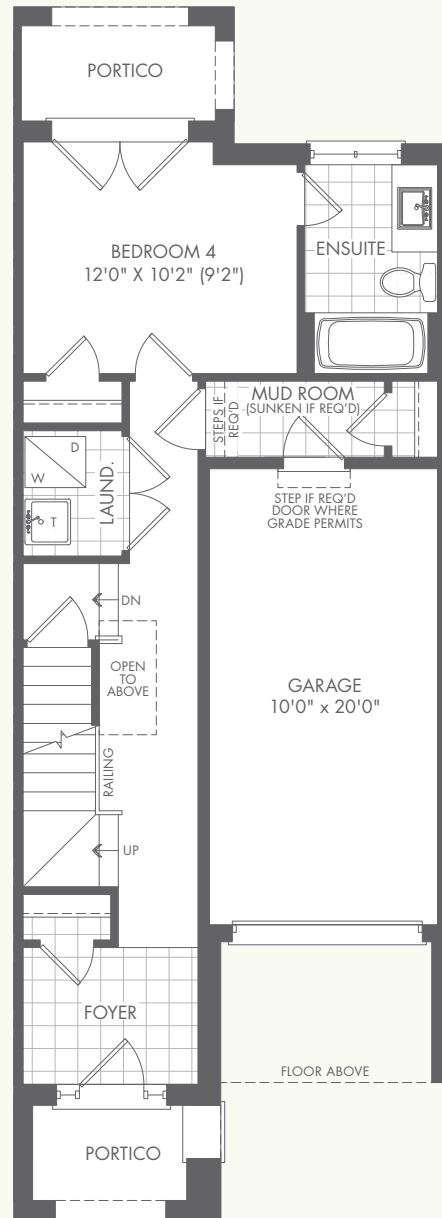 PORTICO
BEDROOM 4
12'0" X 10'2" (9'2")
ENSUITE
MUD ROOM
(SUNKEN IF REQ'D)
STEPS IF
REQ'D
D
W
T
LAUND.
STEP IF REQ'D
DOOR WHERE
GRADE PERMITS
DN
OPEN
TO
ABOVE
GARAGE
10'0" x 20'0"
RAILING
UP
FOYER
FLOOR ABOVE
PORTICO